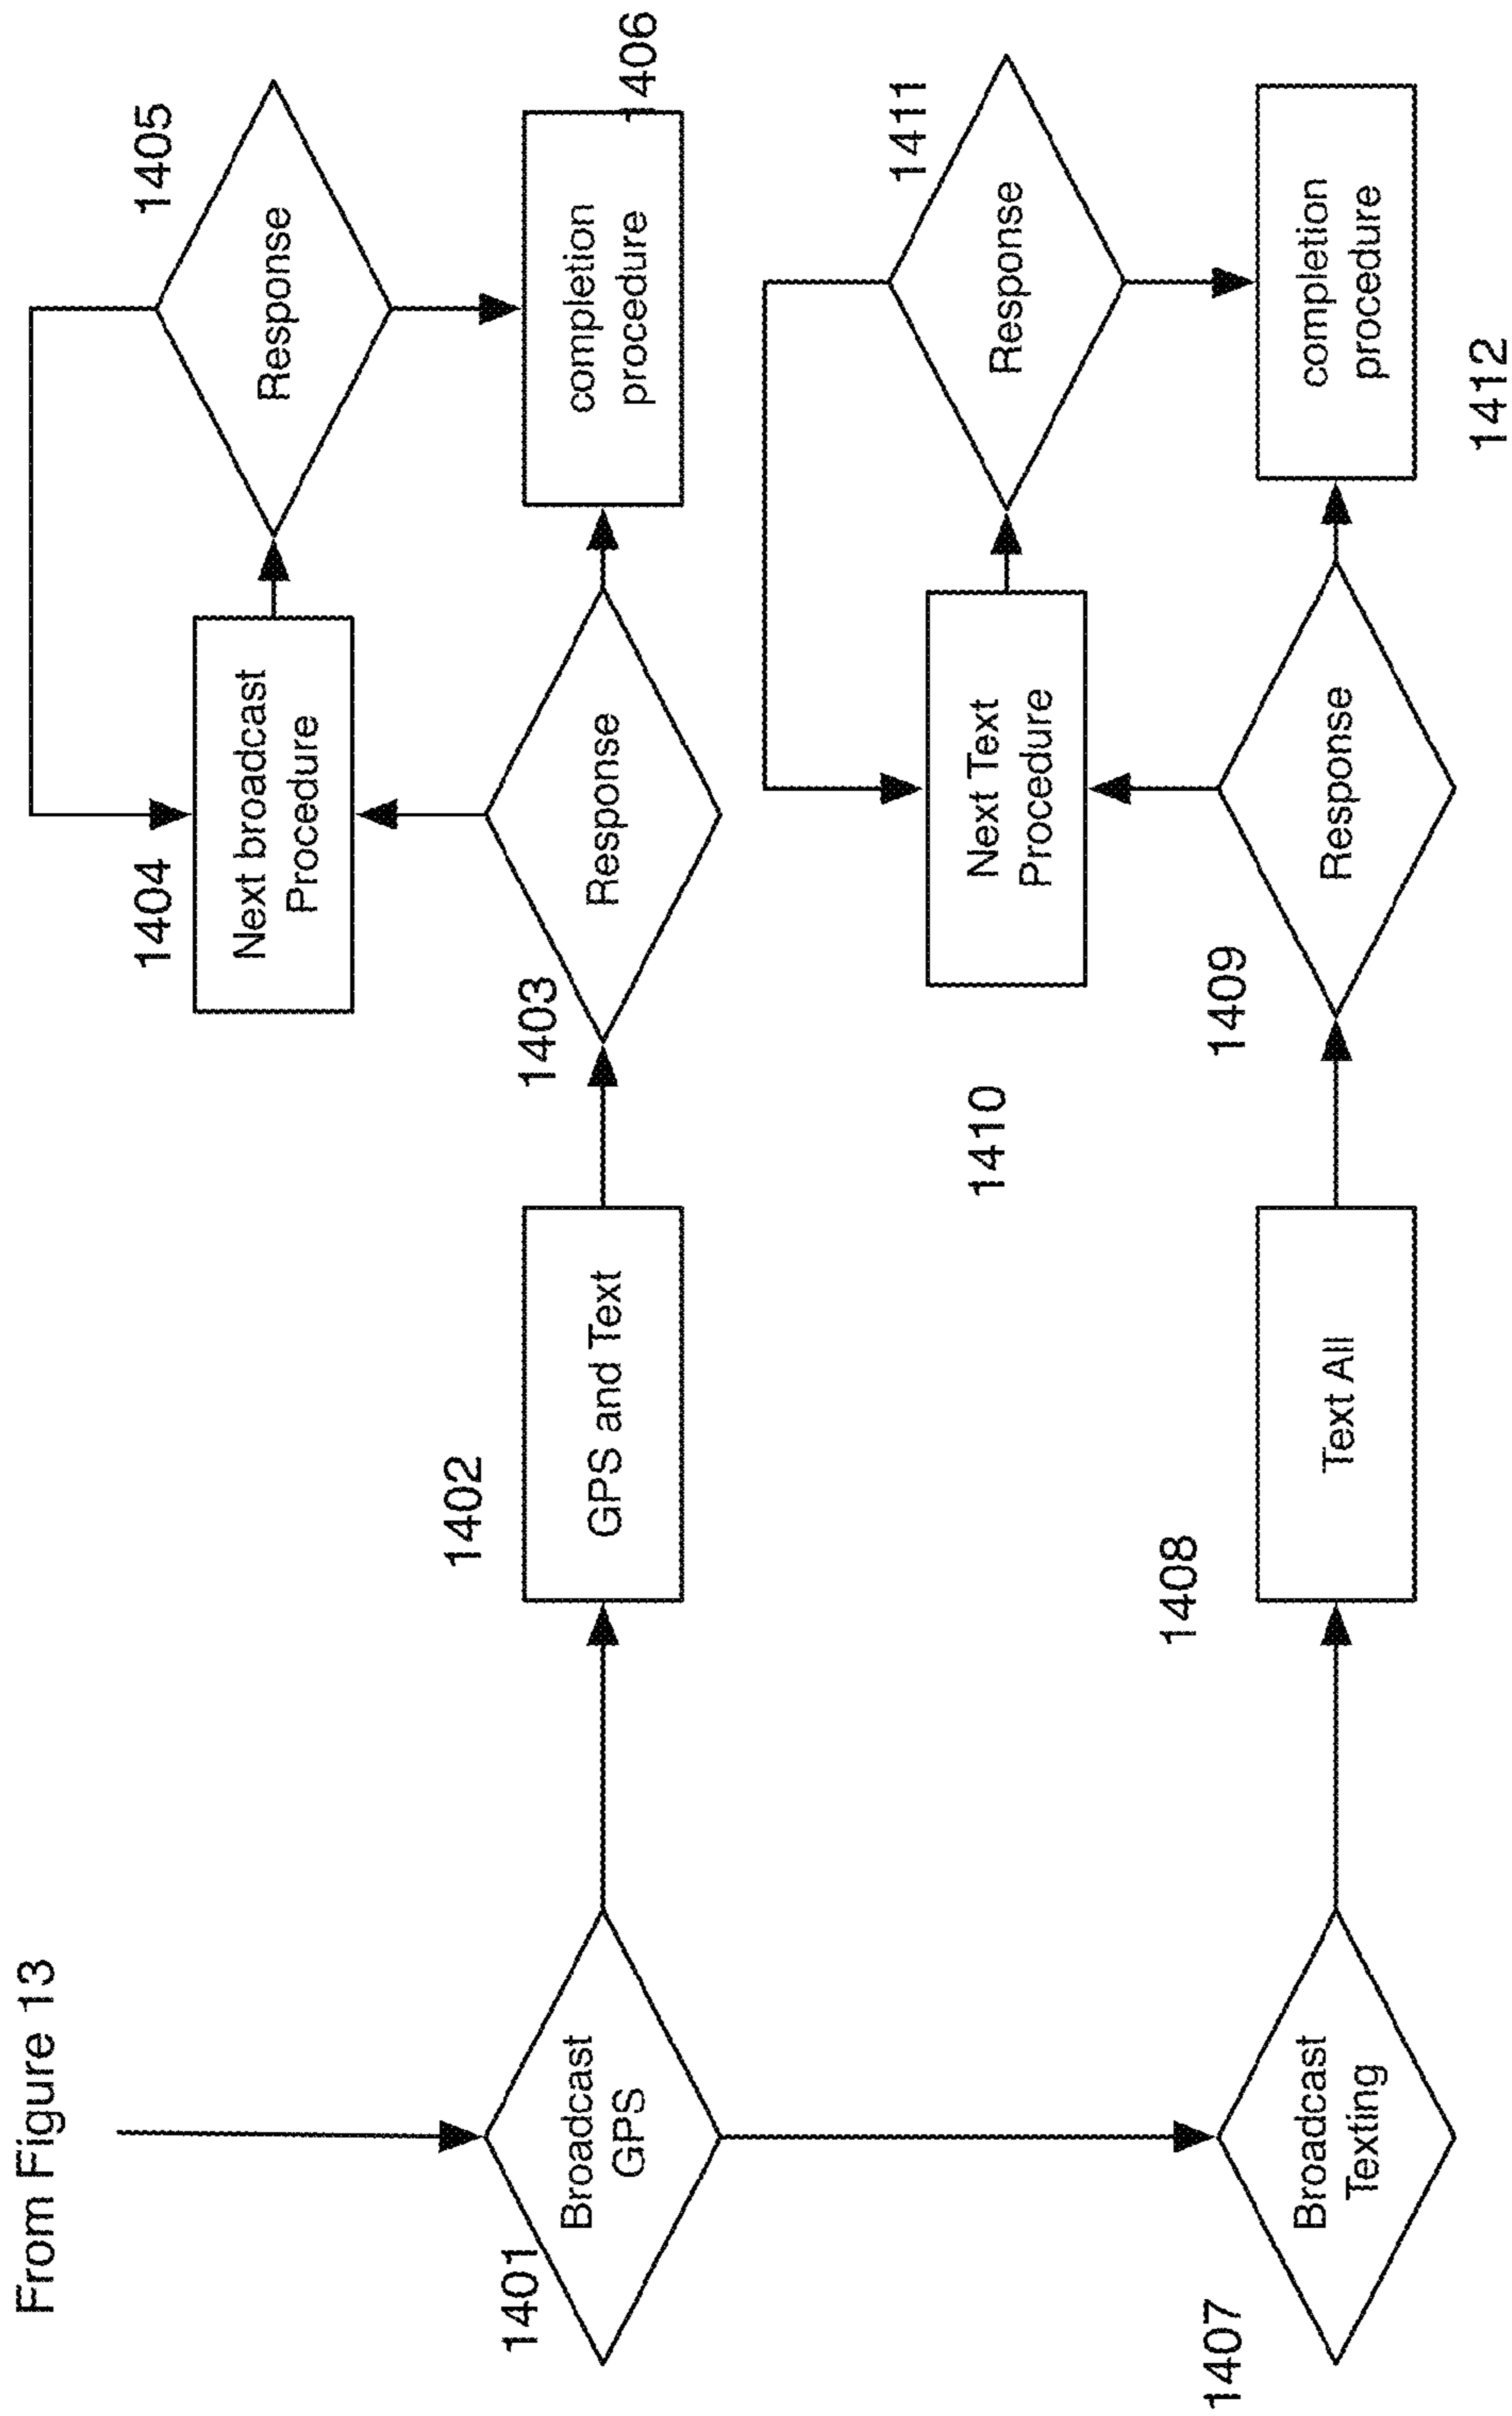 From Figure 13
1401
Broadcast
GPS
1402
GPS and Text
1403
Response
1404
Next broadcast
Procedure
1405
Response
1406
completion
procedure
1407
Broadcast
Texting
1408
Text All
1409
Response
1410
Next Text
Procedure
1411
Response
completion
procedure
1412